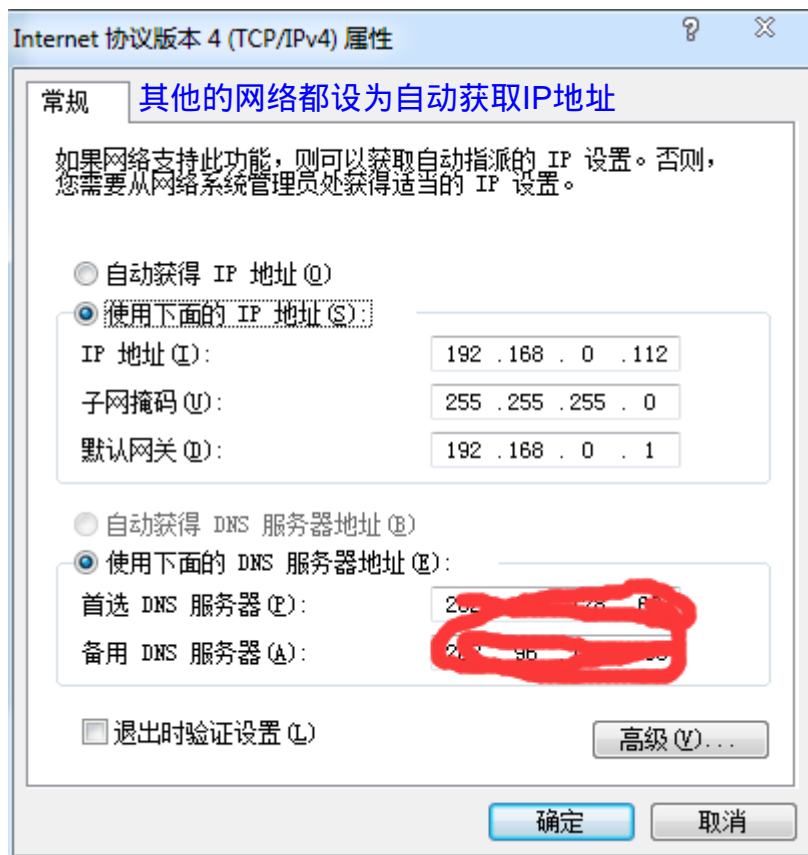 Internet 协议版本 4 (TCP/IPv4) 属性
常规
其他的网络都设为自动获取IP地址
如果网络支持此功能，则可以获取自动指派的 IP 设置。否则，
您需要从网络系统管理员处获得适当的 IP 设置。
自动获得 IP 地址(O)
使用下面的 IP 地址(S):
IP 地址(I): 192 .168 . 0 .112
子网掩码(U): 255 .255 .255 . 0
默认网关(D): 192 .168 . 0 . 1
自动获得 DNS 服务器地址(B)
使用下面的 DNS 服务器地址(E):
首选 DNS 服务器(P):
备用 DNS 服务器(A): 96
退出时验证设置(L)
高级(V)...
确定
取消